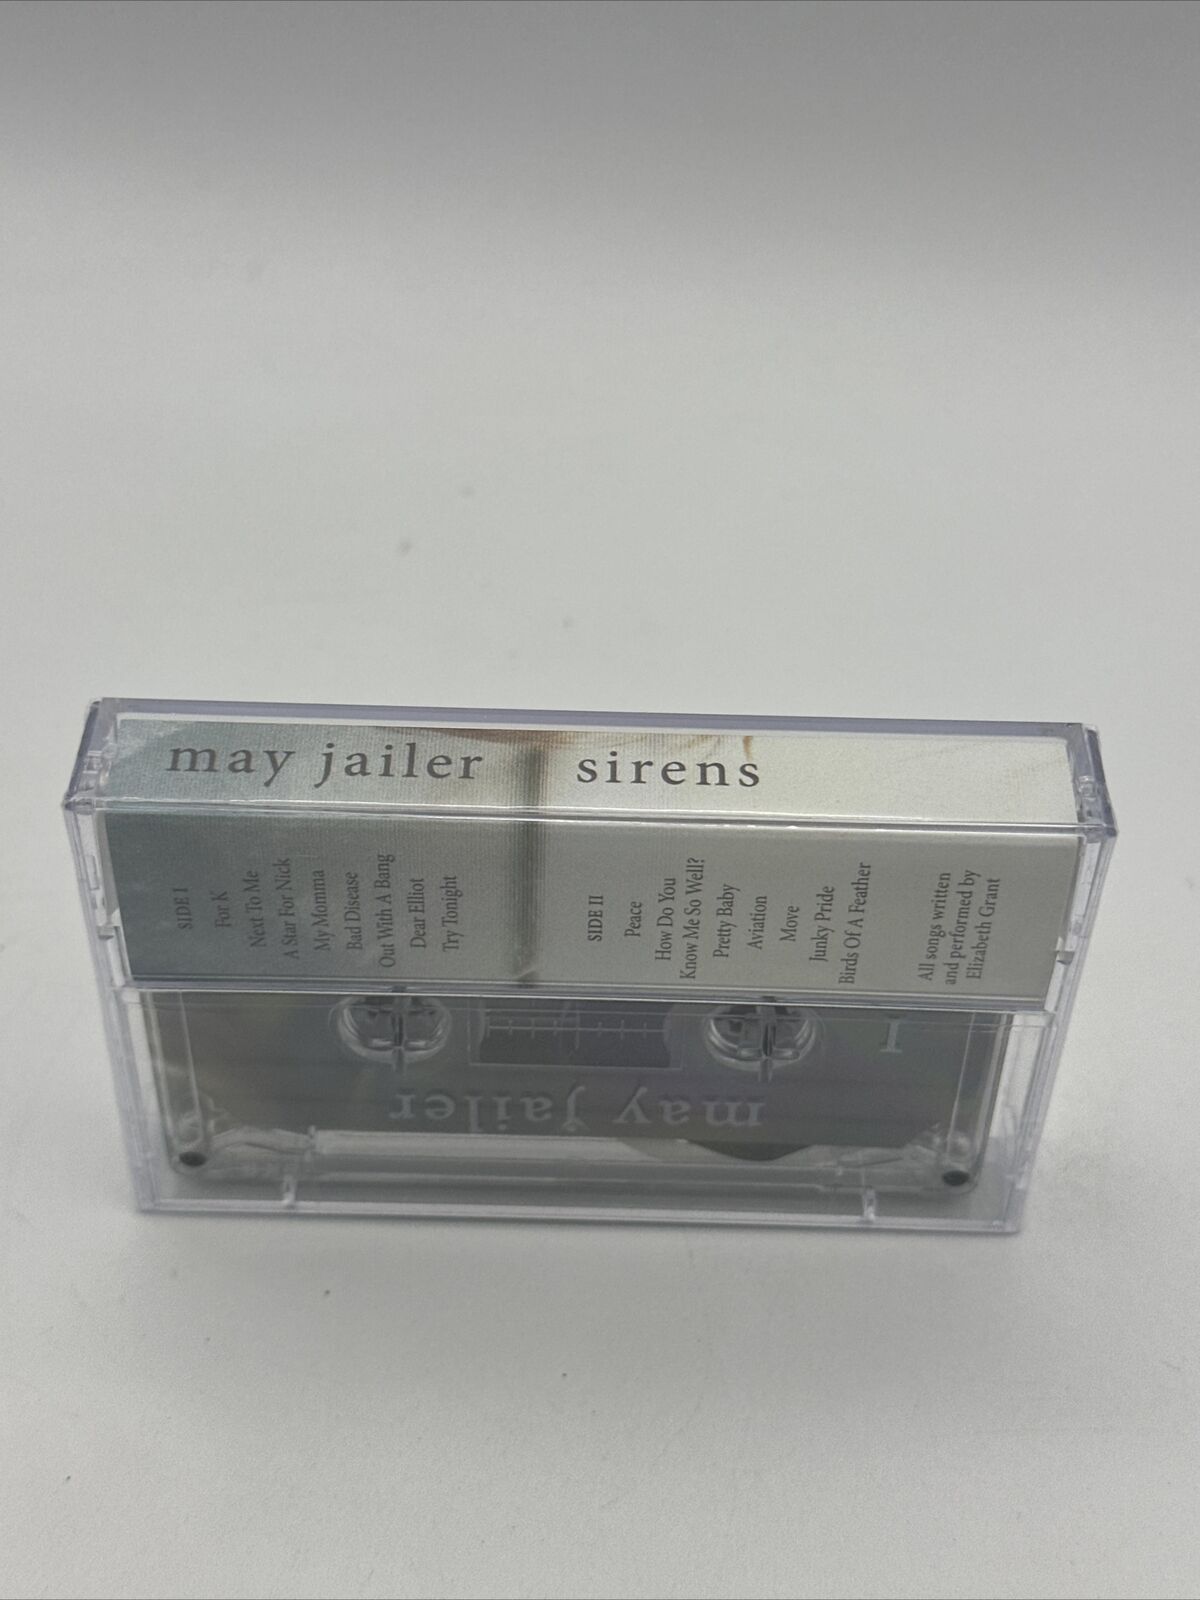 may jailer sirens
SIDE I
For K
Next To Me
A Star For Nick
My Momma
Bad Disease
Out With A Bang
Dear Elliot
Try Tonight
SIDE II
Peace
How Do You
Know Me So Well?
Pretty Baby
Aviation
Move
Junky Pride
Birds Of A Feather
All songs written
and performed by
Elizabeth Grant
I
may jailer